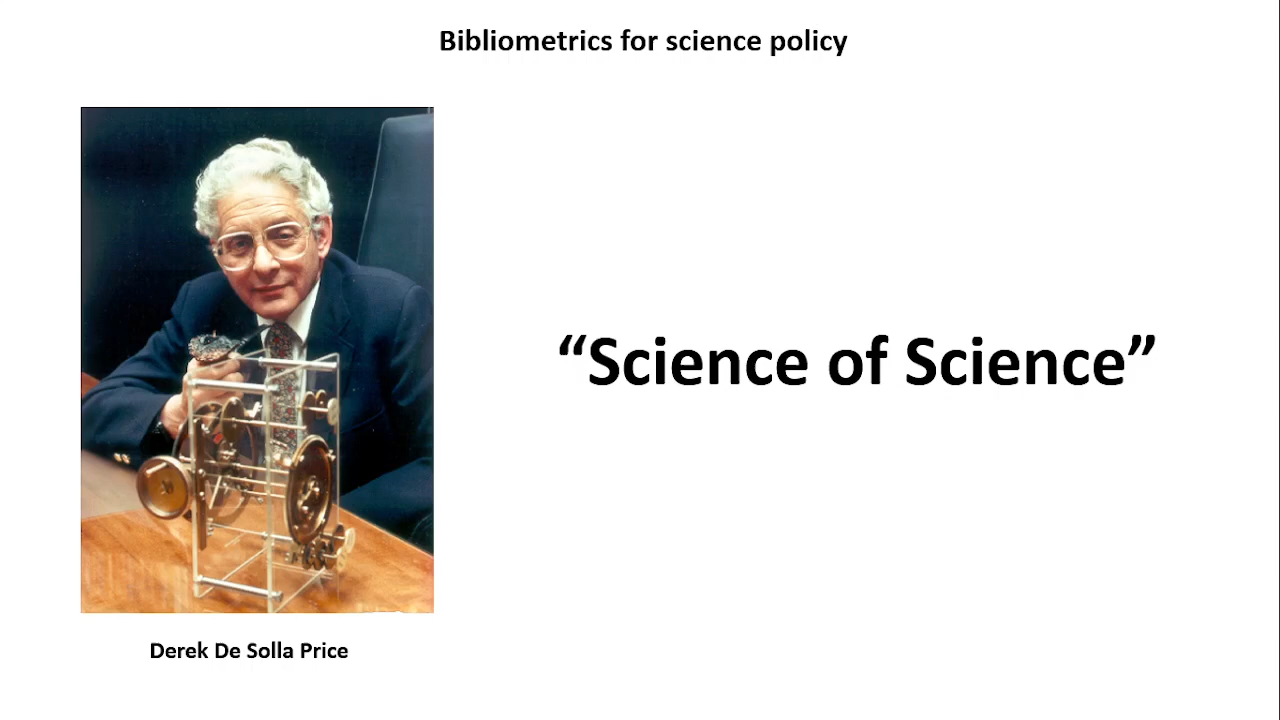 Bibliometrics for science policy
“Science of Science”
Derek De Solla Price